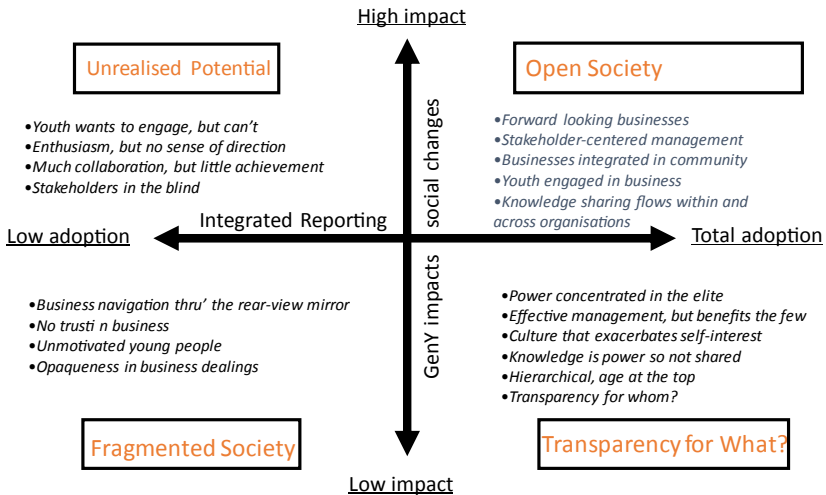 High impact
Unrealised Potential
Open Society
•Youth wants to engage, but can't
•Enthusiasm, but no sense of direction
•Much collaboration, but little achievement
•Stakeholders in the blind
•Forward looking businesses
•Stakeholder-centered management
•Businesses integrated in community
•Youth engaged in business
•Knowledge sharing flows within and
across organisations
social changes
Integrated Reporting
Low adoption
Total adoption
GenY impacts
•Business navigation thru' the rear-view mirror
•No trusti n business
•Unmotivated young people
•Opaqueness in business dealings
•Power concentrated in the elite
•Effective management, but benefits the few
•Culture that exacerbates self-interest
•Knowledge is power so not shared
•Hierarchical, age at the top
•Transparency for whom?
Fragmented Society
Transparency for What?
Low impact